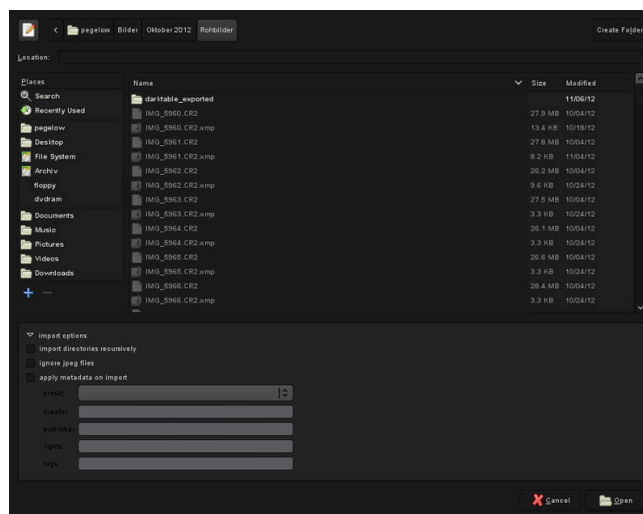 pegelow Bilder Oktober 2012 Rohbilder Create Folder
Location:
Places
Search
Recently Used
pegelow
Desktop
File System
Archiv
floppy
dvdram
Documents
Music
Pictures
Videos
Downloads
Name Size Modified
darktable_exported 11/06/12
IMG_5960.CR2 27.9 MB 10/04/12
IMG_5960.CR2.xmp 13.4 KB 10/18/12
IMG_5961.CR2 27.8 MB 10/04/12
IMG_5961.CR2.xmp 8.2 KB 11/04/12
IMG_5962.CR2 26.2 MB 10/04/12
IMG_5962.CR2.xmp 9.6 KB 10/24/12
IMG_5963.CR2 27.5 MB 10/04/12
IMG_5963.CR2.xmp 3.3 KB 10/24/12
IMG_5964.CR2 26.1 MB 10/04/12
IMG_5964.CR2.xmp 3.3 KB 10/24/12
IMG_5965.CR2 26.6 MB 10/04/12
IMG_5965.CR2.xmp 3.3 KB 10/24/12
IMG_5966.CR2 28.4 MB 10/04/12
IMG_5966.CR2.xmp 3.3 KB 10/24/12
import options
import directories recursively
ignore jpeg files
apply metadata on import
preset
creator
publisher
rights
tags
Cancel Open